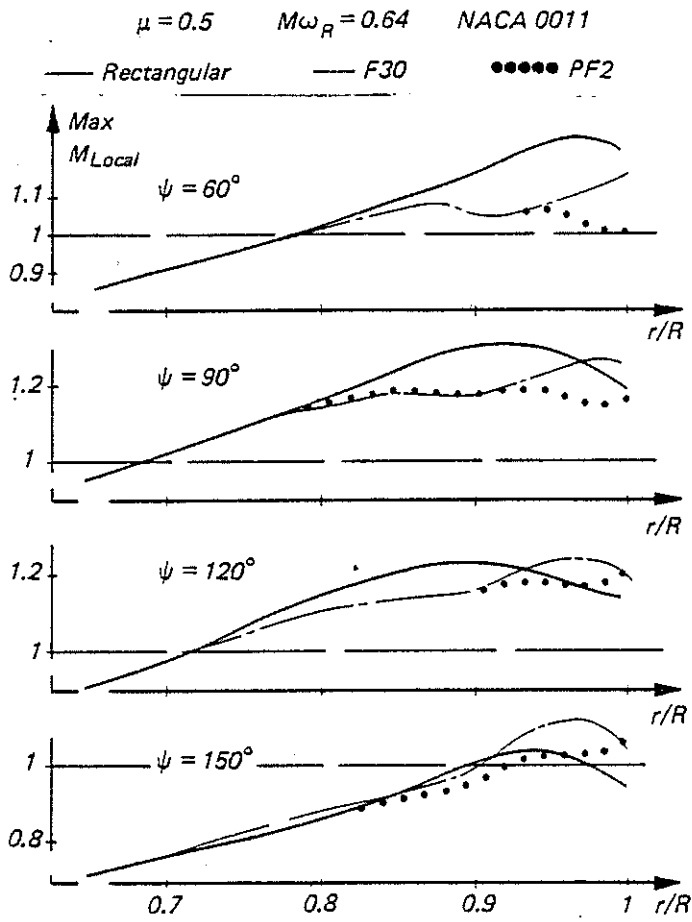 μ = 0.5 Mω_R = 0.64 NACA 0011
Rectangular F30 PF2
Max
M_Local
ψ = 60°
1.1
1
0.9
r/R
ψ = 90°
1.2
1
r/R
ψ = 120°
1.2
1
r/R
ψ = 150°
1
0.8
0.7 0.8 0.9 1 r/R